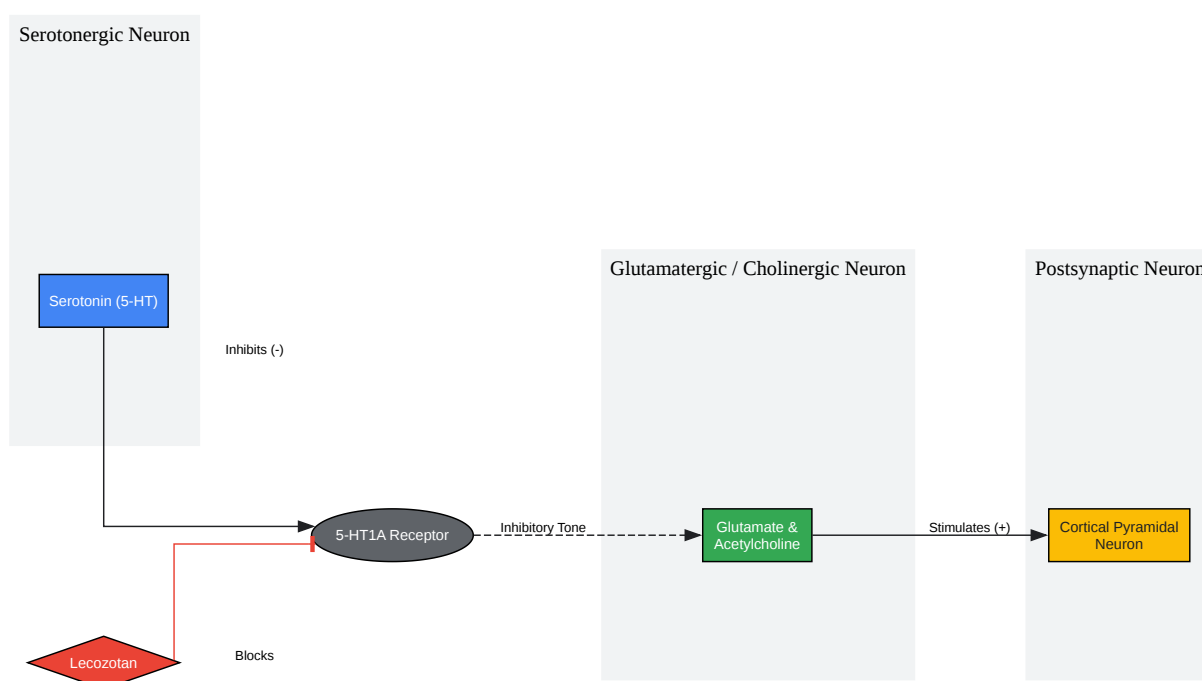 Serotonergic Neuron
Serotonin (5-HT)
Inhibits (-)
Glutamatergic / Cholinergic Neuron
Postsynaptic Neuron
5-HT1A Receptor
Inhibitory Tone
Glutamate &
Acetylcholine
Stimulates (+)
Cortical Pyramidal
Neuron
Blocks
Lecozotan